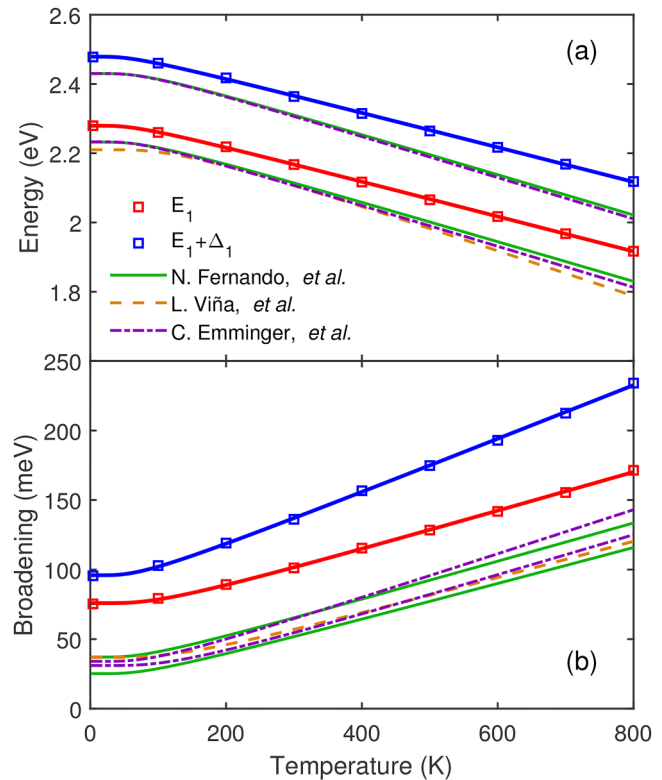 2.6
(a)
2.4
2.2
2
1.8
Energy (eV)
E1
E1+Δ1
N. Fernando, et al.
L. Viña, et al.
C. Emminger, et al.
250
200
150
100
50
0
Broadening (meV)
(b)
0 200 400 600 800
Temperature (K)